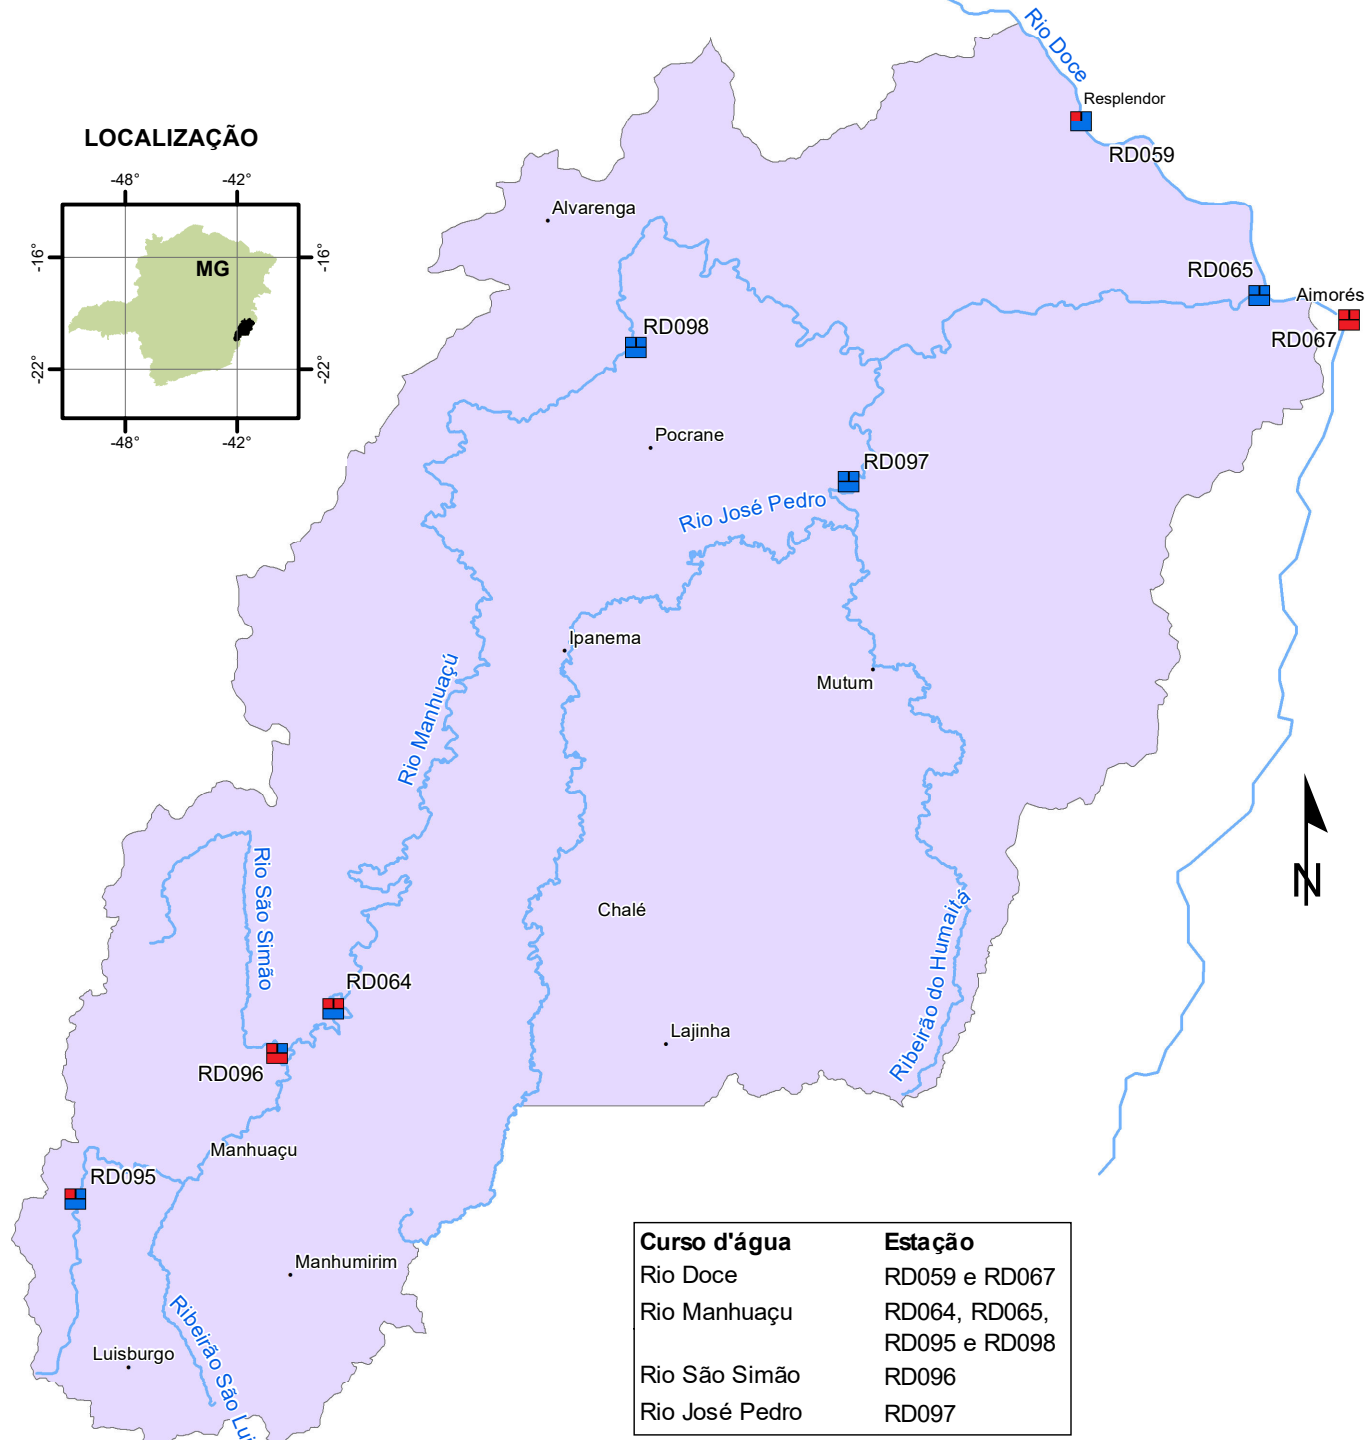 Rio Doce
Resplendor
RD059
LOCALIZAÇÃO
-48° -42°
-16° MG -16°
-22° -22°
-48° -42°
Alvarenga
RD065
Aimorés
RD067
RD098
Pocrane
RD097
Rio José Pedro
Ipanema
Mutum
Rio Manhuaçú
Rio São Simão
Chalé
Ribeirão do Humaitá
N
RD064
Lajinha
RD096
Manhuaçu
RD095
Manhumirim
Luisburgo
Ribeirão São Lui
Curso d'água Estação
Rio Doce RD059 e RD067
Rio Manhuaçu RD064, RD065,
RD095 e RD098
Rio São Simão RD096
Rio José Pedro RD097